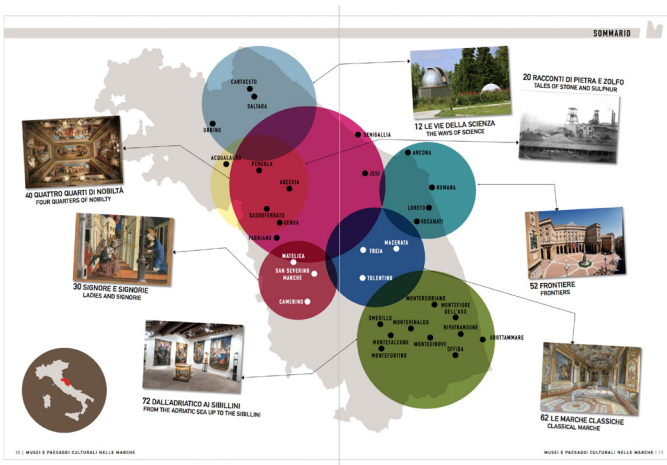 SOMMARIO
CARTOCETO
SALTARA
URBINO
SENIGALLIA
12 LE VIE DELLA SCIENZA
THE WAYS OF SCIENCE
20 RACCONTI DI PIETRA E ZOLFO
TALES OF STONE AND SULPHUR
ACQUALAGNA
PERGOLA
ARCEVIA
JESI
ANCONA
NUMANA
LORETO
RECANATI
SASSOFERRATO
GENGA
FABRIANO
40 QUATTRO QUARTI DI NOBILTÀ
FOUR QUARTERS OF NOBILTY
MATELICA
SAN SEVERINO
MARCHE
CAMERINO
TREIA
MACERATA
TOLENTINO
52 FRONTIERE
FRONTIERS
30 SIGNORE E SIGNORIE
LADIES AND SIGNORIE
MONTERUBBIANO
MONTEFIORE
DELL'ASO
SMERILLO
MONTERINALDO
RIPATRANSONE
GROTTAMMARE
MONTEFALCONE
MONTEDINOVE
MONTEFORTINO
OFFIDA
72 DALL'ADRIATICO AI SIBILLINI
FROM THE ADRIATIC SEA UP TO THE SIBILLINI
62 LE MARCHE CLASSICHE
CLASSICAL MARCHE
MUSEI E PAESAGGI CULTURALI NELLE MARCHE
MUSEI E PAESAGGI CULTURALI NELLE MARCHE